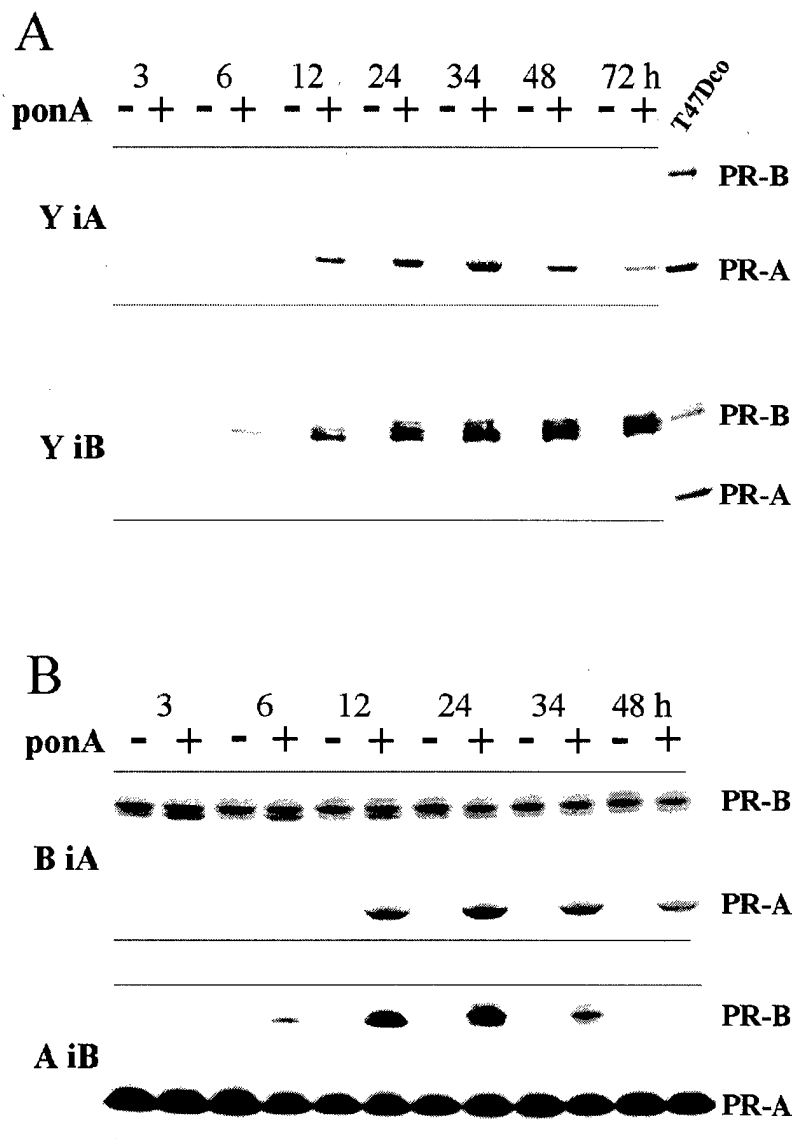 A
3 6 12 24 34 48 72 h T47Dco
ponA - + - + - + - + - + - + - +
PR-B
Y iA
PR-A
PR-B
Y iB
PR-A
B
3 6 12 24 34 48 h
ponA - + - + - + - + - + - +
PR-B
B iA
PR-A
PR-B
A iB
PR-A